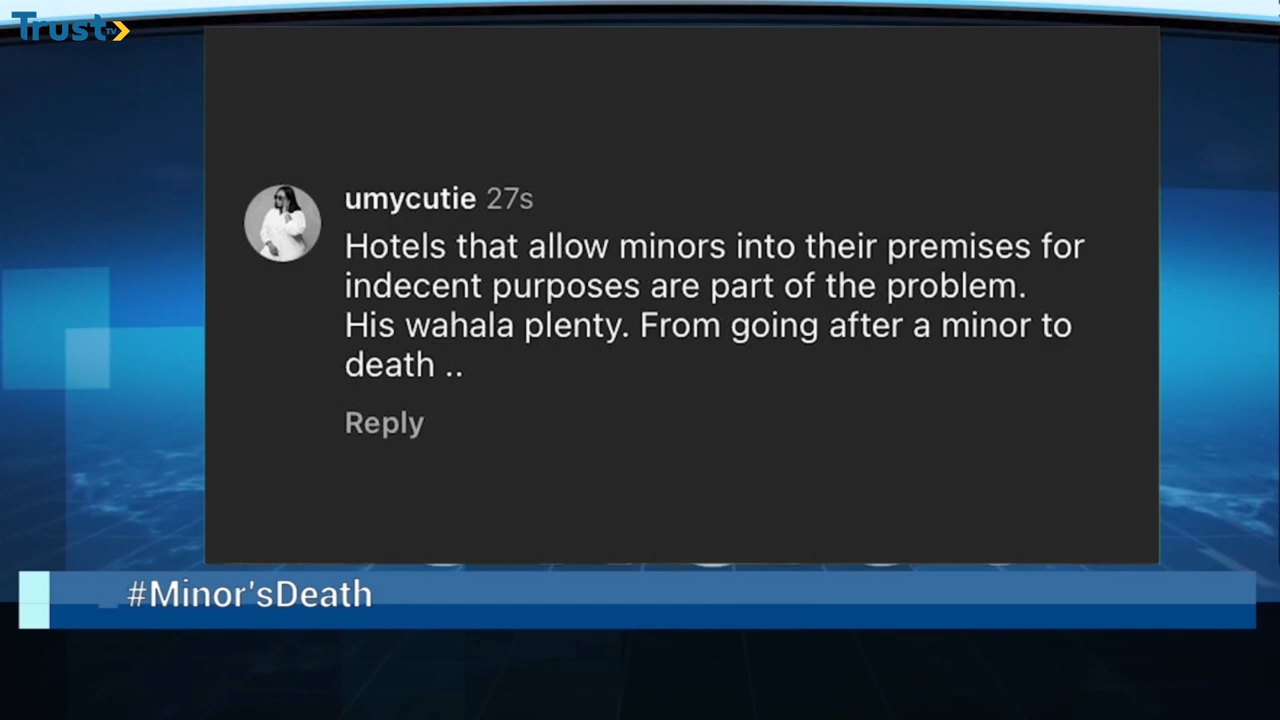 Trust TV
umycutie 27s
Hotels that allow minors into their premises for
indecent purposes are part of the problem.
His wahala plenty. From going after a minor to
death ..
Reply
#Minor'sDeath